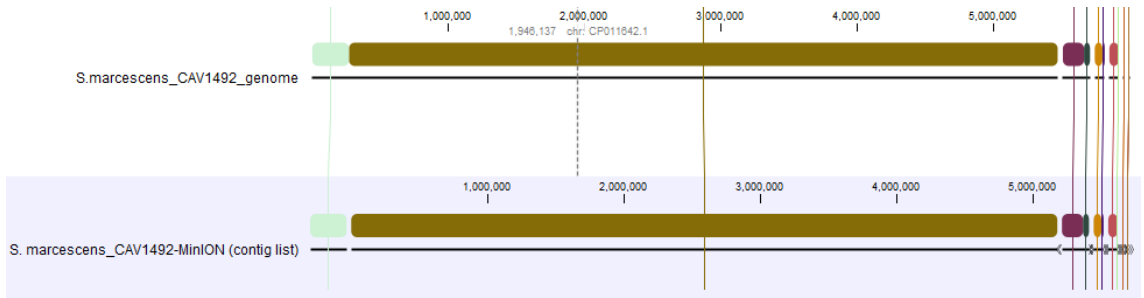 1,000,000 2,000,000 3,000,000 4,000,000 5,000,000
1,946,137 chr: CP011642.1
S.marcescens_CAV1492_genome
1,000,000 2,000,000 3,000,000 4,000,000 5,000,000
S. marcescens_CAV1492-MinION (contig list)